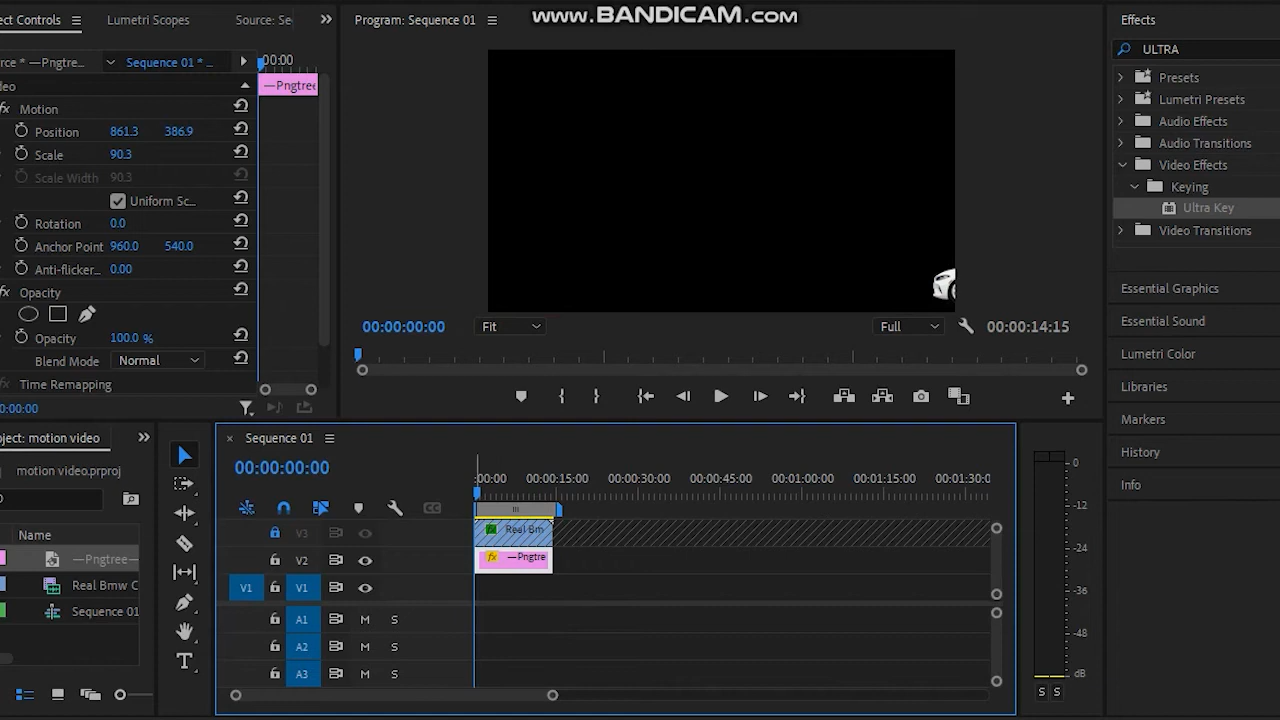 www.BANDICAM.com
ect Controls
Lumetri Scopes
Source: Se
Program: Sequence 01
Effects
ULTRA
rce * —Pngtree...
Sequence 01 * ...
:00:00
—Pngtree
deo
Motion
Position 861.3 386.9
Scale 90.3
Scale Width 90.3
Uniform Sc...
Rotation 0.0
Anchor Point 960.0 540.0
Anti-flicker... 0.00
Opacity
Opacity 100.0 %
Blend Mode Normal
Time Remapping
0:00:00
00:00:00:00
Fit
Full
00:00:14:15
Presets
Lumetri Presets
Audio Effects
Audio Transitions
Video Effects
Keying
Ultra Key
Video Transitions
Essential Graphics
Essential Sound
Lumetri Color
Libraries
Markers
History
Info
oject: motion video
motion video.prproj
Name
—Pngtree
Real Bmw C
Sequence 01
Sequence 01
00:00:00:00
:00:00 00:00:15:00 00:00:30:00 00:00:45:00 00:01:00:00 00:01:15:00 00:01:30:0
V3
Real Bm
V2
—Pngtre
V1 V1
A1 M S
A2 M S
A3 M S
0
-12
-24
-36
-48
dB
S S